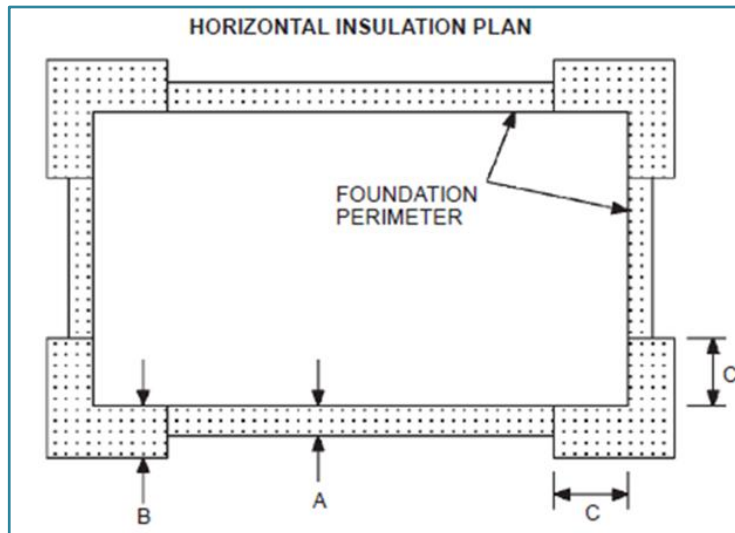 HORIZONTAL INSULATION PLAN
FOUNDATION
PERIMETER
C
B
A
C